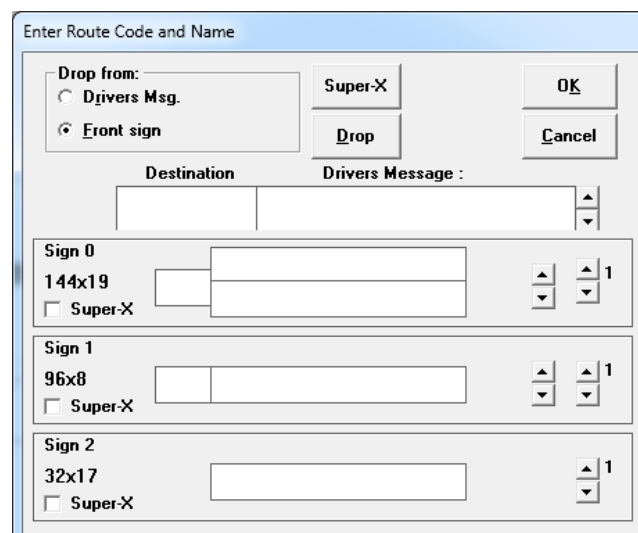 Enter Route Code and Name
Drop from:
Drivers Msg.
Front sign
Super-X
OK
Drop
Cancel
Destination
Drivers Message :
Sign 0
144x19
Super-X
1
Sign 1
96x8
Super-X
1
Sign 2
32x17
Super-X
1